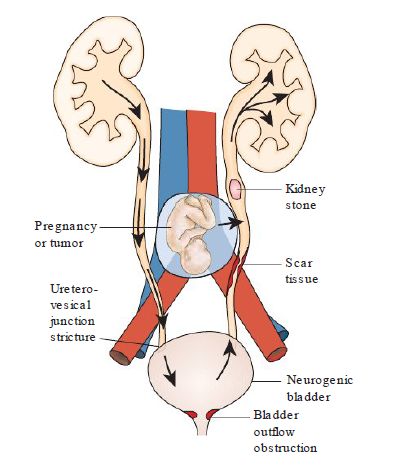 Kidney
stone
Pregnancy
or tumor
Scar
tissue
Uretero-
vesical
junction
stricture
Neurogenic
bladder
Bladder
outflow
obstruction